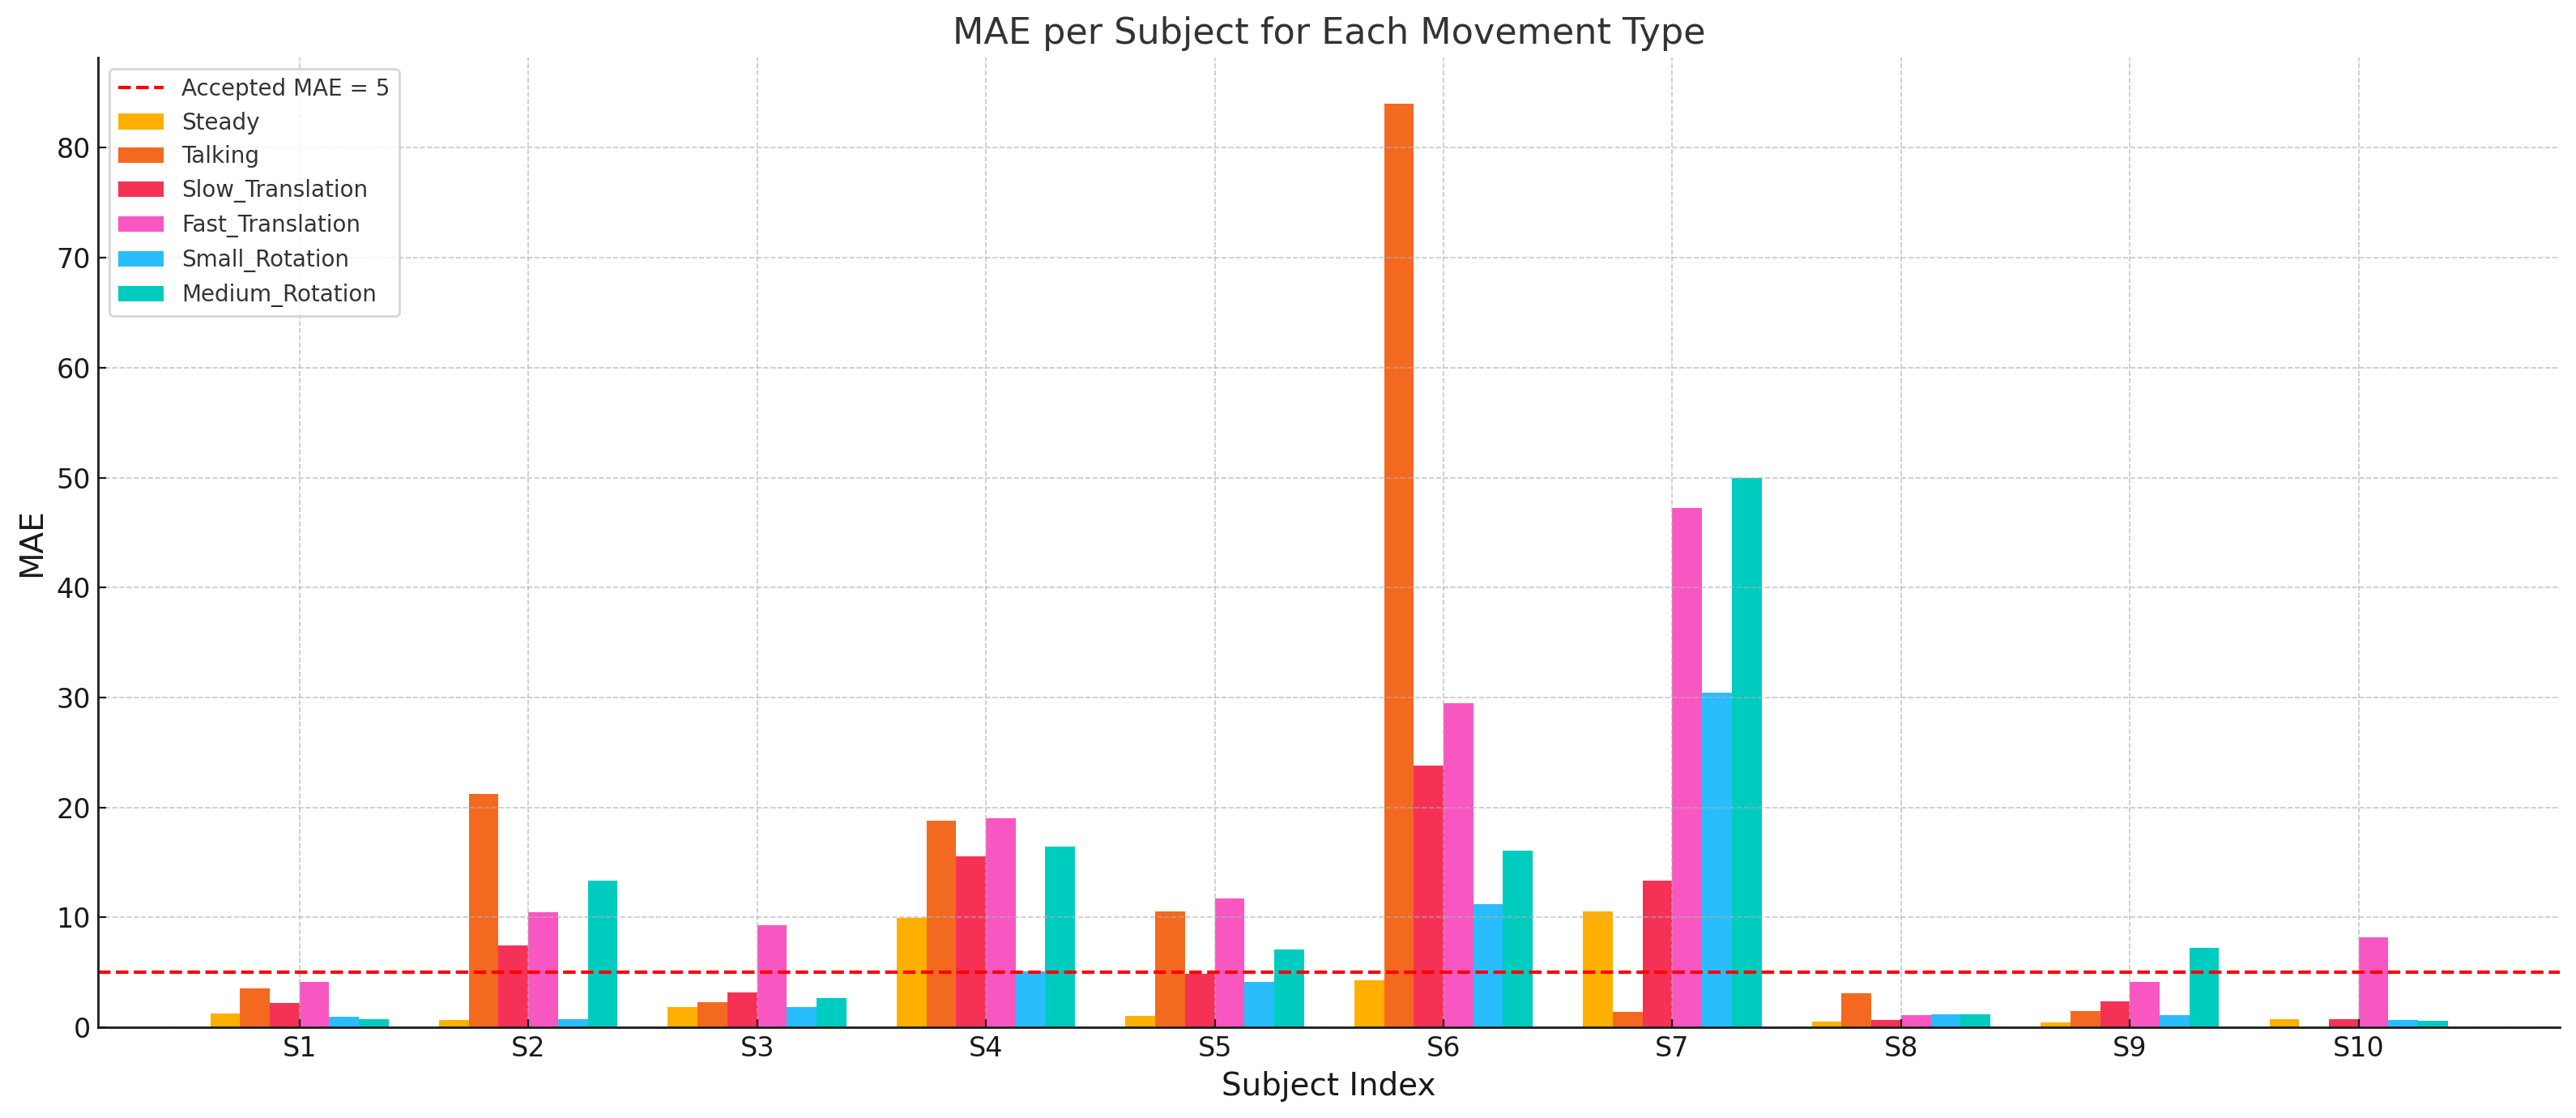 MAE per Subject for Each Movement Type
Accepted MAE = 5
Steady
Talking
Slow_Translation
Fast_Translation
Small_Rotation
Medium_Rotation
80
70
60
50
40
30
20
10
0
MAE
S1 S2 S3 S4 S5 S6 S7 S8 S9 S10
Subject Index